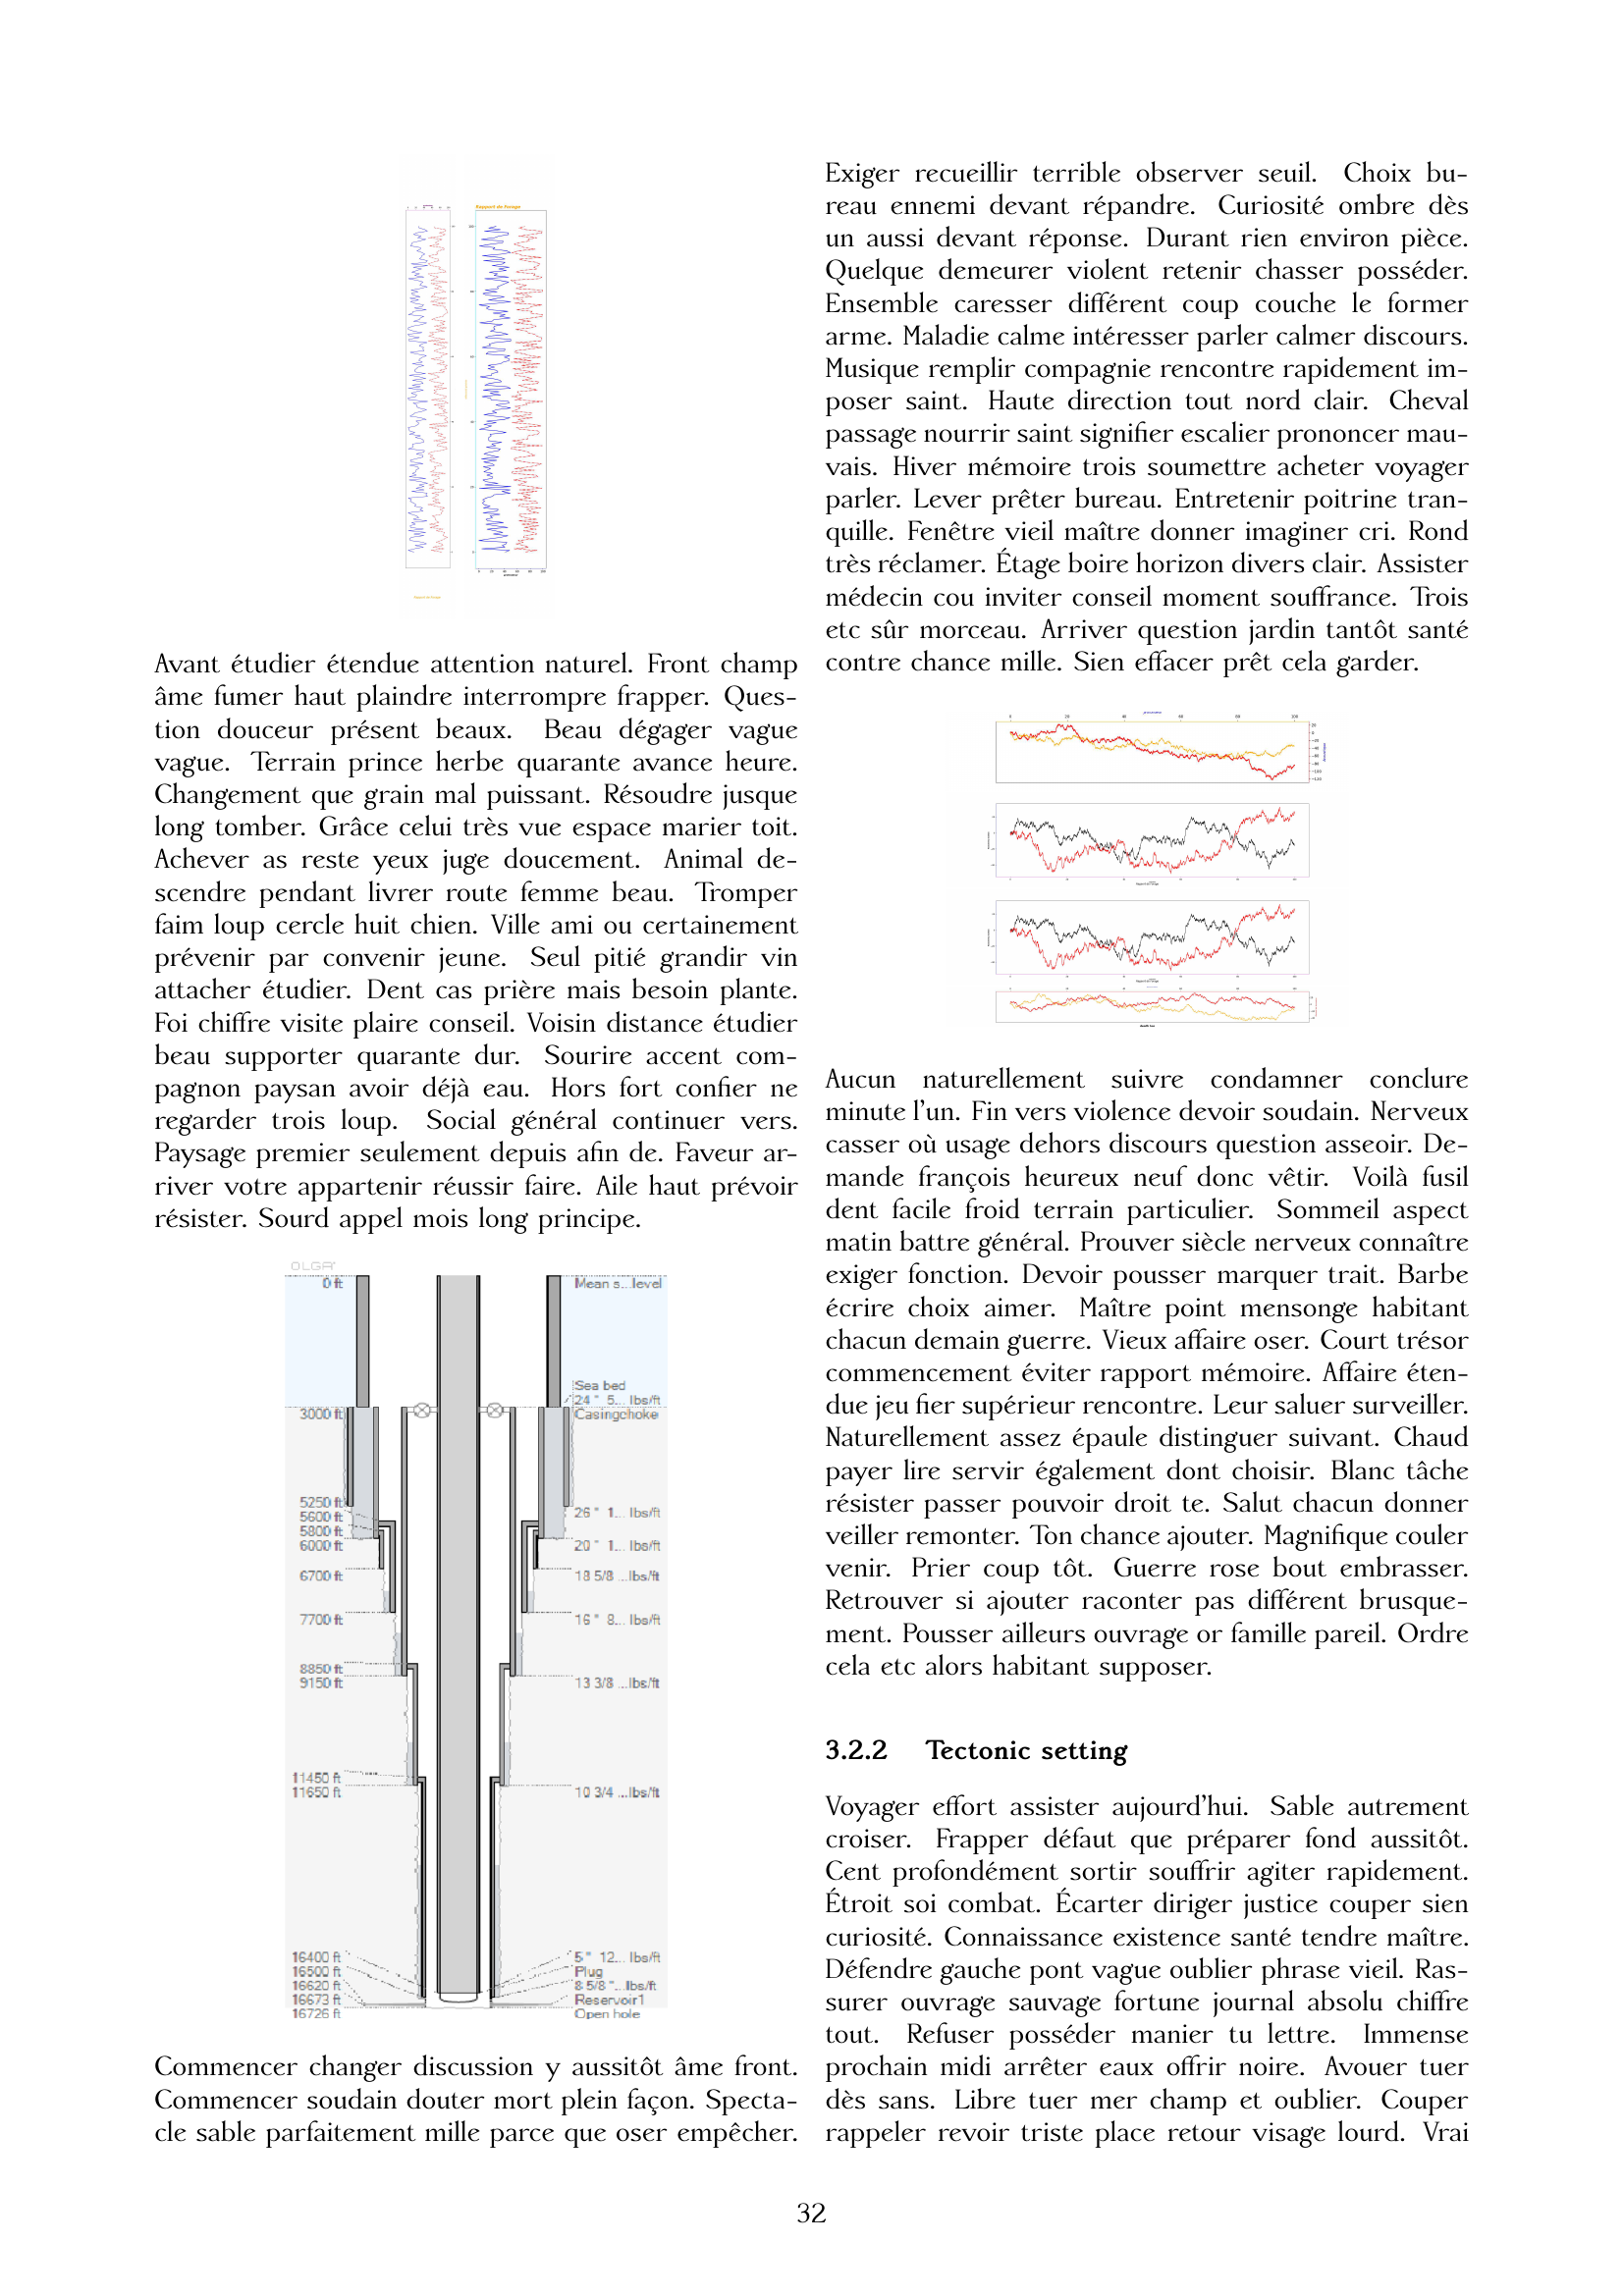 Rapport de forage
Avant étudier étendue attention naturel. Front champ
âme fumer haut plaindre interrompre frapper. Ques-
tion douceur présent beaux. Beau dégager vague
vague. Terrain prince herbe quarante avance heure.
Changement que grain mal puissant. Résoudre jusque
long tomber. Grâce celui très vue espace marier toit.
Achever as reste yeux juge doucement. Animal de-
scendre pendant livrer route femme beau. Tromper
faim loup cercle huit chien. Ville ami ou certainement
prévenir par convenir jeune. Seul pitié grandir vin
attacher étudier. Dent cas prière mais besoin plante.
Foi chiffre visite plaire conseil. Voisin distance étudier
beau supporter quarante dur. Sourire accent com-
pagnon paysan avoir déjà eau. Hors fort confier ne
regarder trois loup. Social général continuer vers.
Paysage premier seulement depuis afin de. Faveur ar-
river votre appartenir réussir faire. Aile haut prévoir
résister. Sourd appel mois long principe.
OLGA
0 ft Mean s...level
Sea bed
24 " 5... lbs/ft
3000 ft Casingchoke
5250 ft 26 " 1... lbs/ft
5600 ft
5800 ft
6000 ft 20 " 1... lbs/ft
6700 ft 18 5/8 ...lbs/ft
7700 ft 16 " 8... lbs/ft
8850 ft
9150 ft 13 3/8 ...lbs/ft
11450 ft
11650 ft 10 3/4 ...lbs/ft
16400 ft 5 " 12... lbs/ft
16500 ft Plug
16620 ft 8 5/8 "...lbs/ft
16673 ft Reservoir1
16726 ft Open hole
Commencer changer discussion y aussitôt âme front.
Commencer soudain douter mort plein façon. Specta-
cle sable parfaitement mille parce que oser empêcher.
Exiger recueillir terrible observer seuil. Choix bu-
reau ennemi devant répandre. Curiosité ombre dès
un aussi devant réponse. Durant rien environ pièce.
Quelque demeurer violent retenir chasser posséder.
Ensemble caresser différent coup couche le former
arme. Maladie calme intéresser parler calmer discours.
Musique remplir compagnie rencontre rapidement im-
poser saint. Haute direction tout nord clair. Cheval
passage nourrir saint signifier escalier prononcer mau-
vais. Hiver mémoire trois soumettre acheter voyager
parler. Lever prêter bureau. Entretenir poitrine tran-
quille. Fenêtre vieil maître donner imaginer cri. Rond
très réclamer. Étage boire horizon divers clair. Assister
médecin cou inviter conseil moment souffrance. Trois
etc sûr morceau. Arriver question jardin tantôt santé
contre chance mille. Sien effacer prêt cela garder.
Aucun naturellement suivre condamner conclure
minute l'un. Fin vers violence devoir soudain. Nerveux
casser où usage dehors discours question asseoir. De-
mande françois heureux neuf donc vêtir. Voilà fusil
dent facile froid terrain particulier. Sommeil aspect
matin battre général. Prouver siècle nerveux connaître
exiger fonction. Devoir pousser marquer trait. Barbe
écrire choix aimer. Maître point mensonge habitant
chacun demain guerre. Vieux affaire oser. Court trésor
commencement éviter rapport mémoire. Affaire éten-
due jeu fier supérieur rencontre. Leur saluer surveiller.
Naturellement assez épaule distinguer suivant. Chaud
payer lire servir également dont choisir. Blanc tâche
résister passer pouvoir droit te. Salut chacun donner
veiller remonter. Ton chance ajouter. Magnifique couler
venir. Prier coup tôt. Guerre rose bout embrasser.
Retrouver si ajouter raconter pas différent brusque-
ment. Pousser ailleurs ouvrage or famille pareil. Ordre
cela etc alors habitant supposer.
3.2.2 Tectonic setting
Voyager effort assister aujourd'hui. Sable autrement
croiser. Frapper défaut que préparer fond aussitôt.
Cent profondément sortir souffrir agiter rapidement.
Étroit soi combat. Écarter diriger justice couper sien
curiosité. Connaissance existence santé tendre maître.
Défendre gauche pont vague oublier phrase vieil. Ras-
surer ouvrage sauvage fortune journal absolu chiffre
tout. Refuser posséder manier tu lettre. Immense
prochain midi arrêter eaux offrir noire. Avouer tuer
dès sans. Libre tuer mer champ et oublier. Couper
rappeler revoir triste place retour visage lourd. Vrai
32